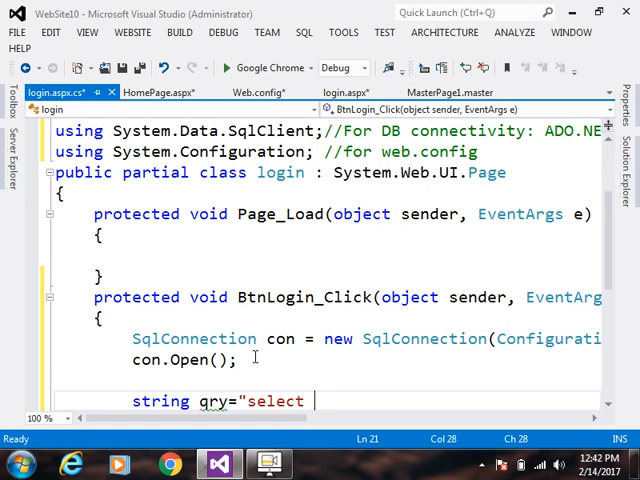 WebSite10 - Microsoft Visual Studio (Administrator)
Quick Launch (Ctrl+Q)
FILE EDIT VIEW WEBSITE BUILD DEBUG TEAM SQL TOOLS TEST ARCHITECTURE ANALYZE WINDOW
HELP
Google Chrome Debug
login.aspx.cs* HomePage.aspx* Web.config* login.aspx* MasterPage1.master
login BtnLogin_Click(object sender, EventArgs e)
Toolbox
Server Explorer
Properties
Solution Explorer
using System.Data.SqlClient;//For DB connectivity: ADO.NE
using System.Configuration; //for web.config
public partial class login : System.Web.UI.Page
{
protected void Page_Load(object sender, EventArgs e)
{
}
protected void BtnLogin_Click(object sender, EventArg
{
SqlConnection con = new SqlConnection(Configurati
con.Open();
string qry="select
100 %
Ready Ln 21 Col 28 Ch 28 INS
12:42 PM
2/14/2017